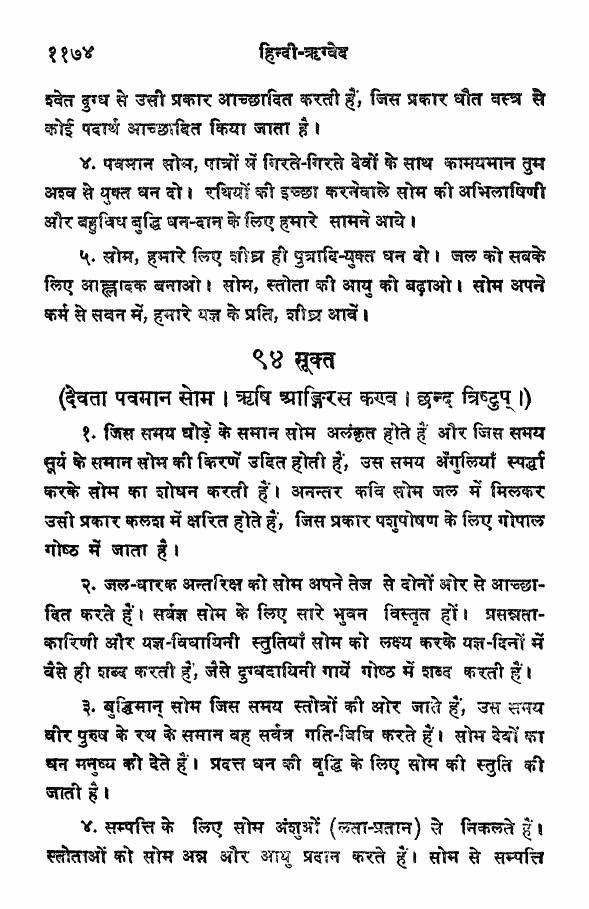 ११७४ हिन्दी-ऋग्वेद
श्वेत दुग्ध से उसी प्रकार आच्छादित करती हैं, जिस प्रकार धौत वस्त्र से
कोई पदार्थ आच्छादित किया जाता है।
४. पवमान सोम, पात्रों में गिरते-गिरते देवों के साथ कामयमान तुम
अश्व से युक्त धन दो। रथियों की इच्छा करनेवाले सोम की अभिलाषिणी
और बहुविध बुद्धि धन-दान के लिए हमारे सामने आये।
५. सोम, हमारे लिए शीघ्र ही पुत्रादि-युक्त धन दो। जल को सबके
लिए आह्लादक बनाओ। सोम, स्तोता की आयु को बढ़ाओ। सोम अपने
कर्म से सवन में, हमारे यज्ञ के प्रति, शीघ्र आवें।
९४ सूक्त
(देवता पवमान सोम। ऋषि आङ्गिरस कण्व। छन्द त्रिष्टुप्।)
१. जिस समय घोड़े के समान सोम अलंकृत होते हैं और जिस समय
सूर्य के समान सोम की किरणें उदित होती हैं, उस समय अँगुलियाँ स्पर्द्धा
करके सोम का शोधन करती हैं। अनन्तर कवि सोम जल में मिलकर
उसी प्रकार कलश में क्षरित होते हैं, जिस प्रकार पशुपोषण के लिए गोपाल
गोष्ठ में जाता है।
२. जल-धारक अन्तरिक्ष को सोम अपने तेज से दोनों ओर से आच्छा-
दित करते हैं। सर्वज्ञ सोम के लिए सारे भुवन विस्तृत हों। प्रसन्नता-
कारिणी और यज्ञ-विधायिनी स्तुतियाँ सोम को लक्ष्य करके यज्ञ-दिनों में
वैसे ही शब्द करती हैं, जैसे दुग्धदायिनी गायें गोष्ठ में शब्द करती हैं।
३. बुद्धिमान् सोम जिस समय स्तोत्रों की ओर जाते हैं, उस समय
वीर पुरुष के रथ के समान वह सर्वत्र गति-विधि करते हैं। सोम देवों का
धन मनुष्य को देते हैं। प्रदत्त धन की वृद्धि के लिए सोम की स्तुति की
जाती है।
४. सम्पत्ति के लिए सोम अंशुओं (लता-प्रतान) से निकलते हैं।
स्तोताओं को सोम अन्न और आयु प्रदान करते हैं। सोम से सम्पत्ति